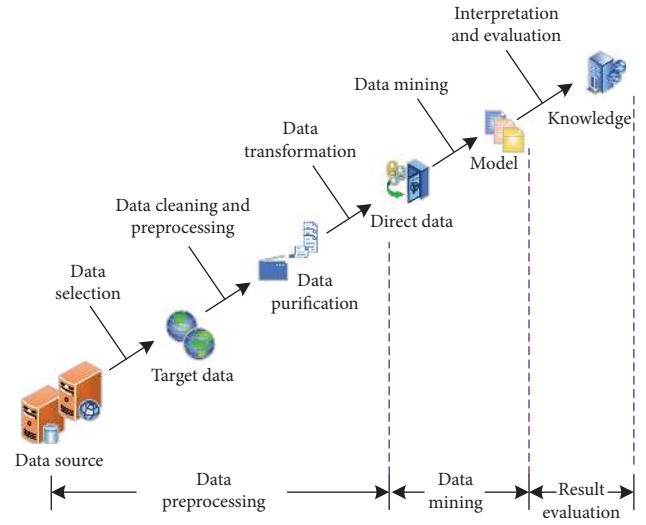 Interpretation
and evaluation
Knowledge
Data mining
Model
Data
transformation
Direct data
Data cleaning and
preprocessing
Data
purification
Data
selection
Target data
Data source
Data
preprocessing
Data
mining
Result
evaluation